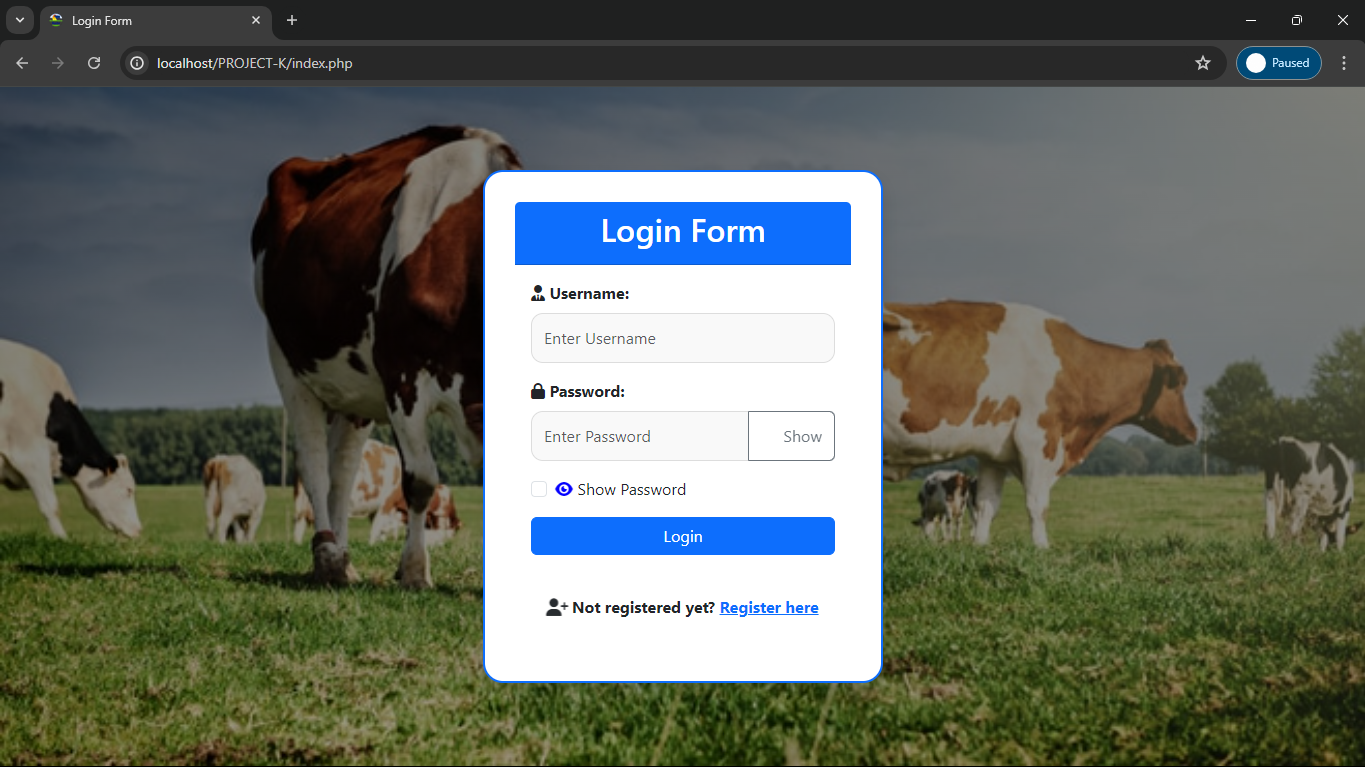 Login Form
localhost/PROJECT-K/index.php
Paused
Login Form
Username:
Enter Username
Password:
Enter Password
Show
Show Password
Login
Not registered yet? Register here